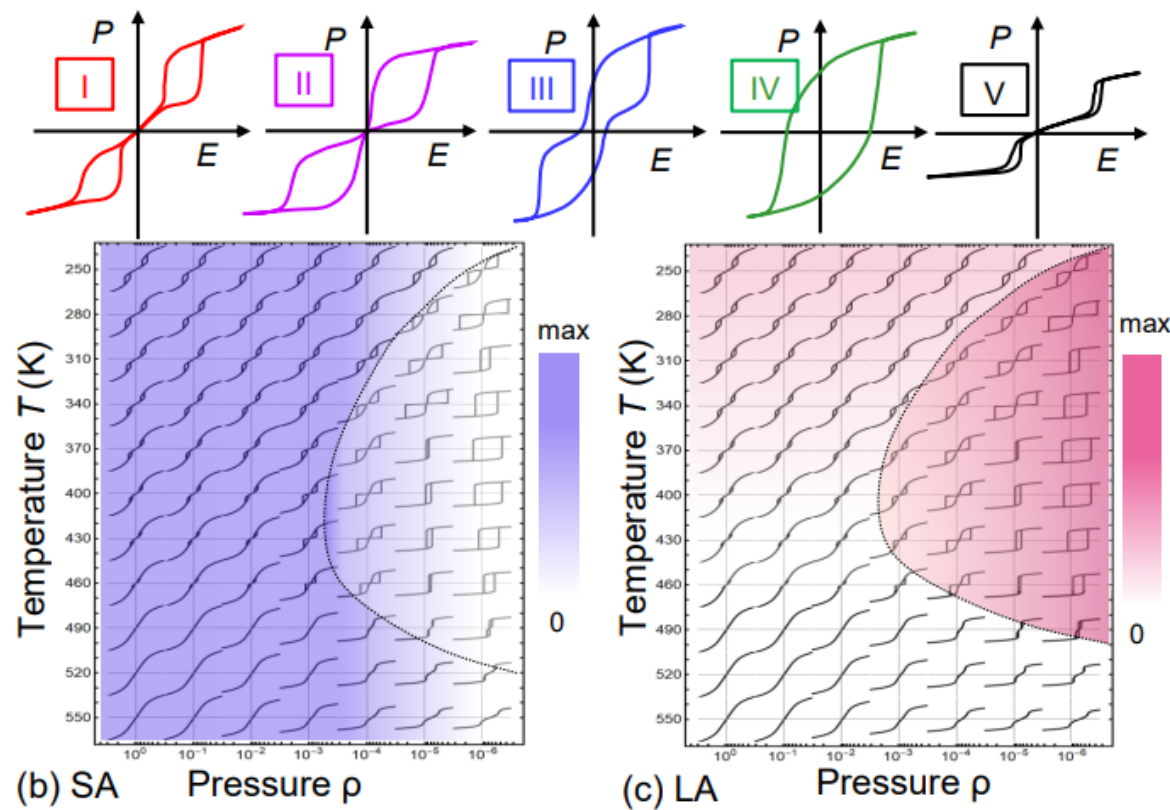 P P P P P
I II III IV V
E E E E E
250
280
310
340
370
400
430
460
490
520
550
Temperature T (K)
max
0
10⁰ 10⁻¹ 10⁻² 10⁻³ 10⁻⁴ 10⁻⁵ 10⁻⁶
(b) SA Pressure ρ
250
280
310
340
370
400
430
460
490
520
550
Temperature T (K)
max
0
10⁰ 10⁻¹ 10⁻² 10⁻³ 10⁻⁴ 10⁻⁵ 10⁻⁶
(c) LA Pressure ρ